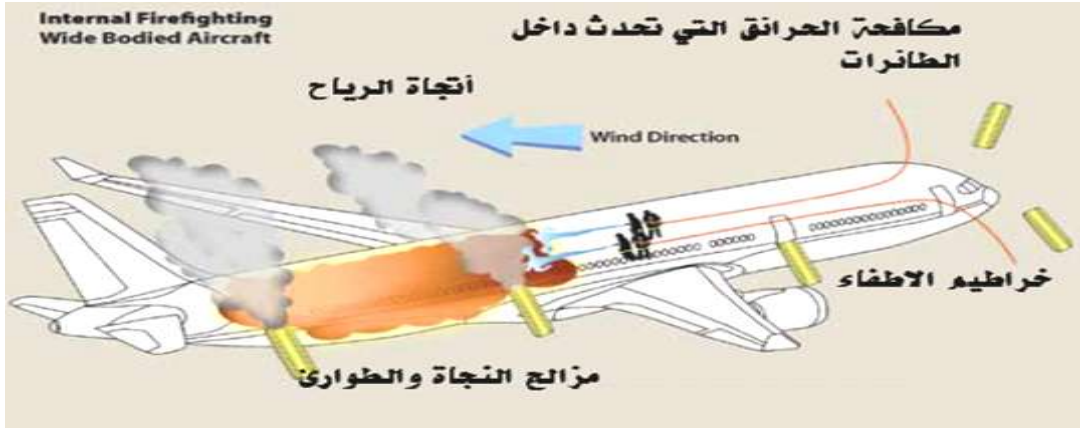 Internal Firefighting
Wide Bodied Aircraft
مكافحة الحرائق التي تحدث داخل
الطائرات
أتجاة الرياح
Wind Direction
خراطيم الاطفاء
مزالج النجاة والطوارئ